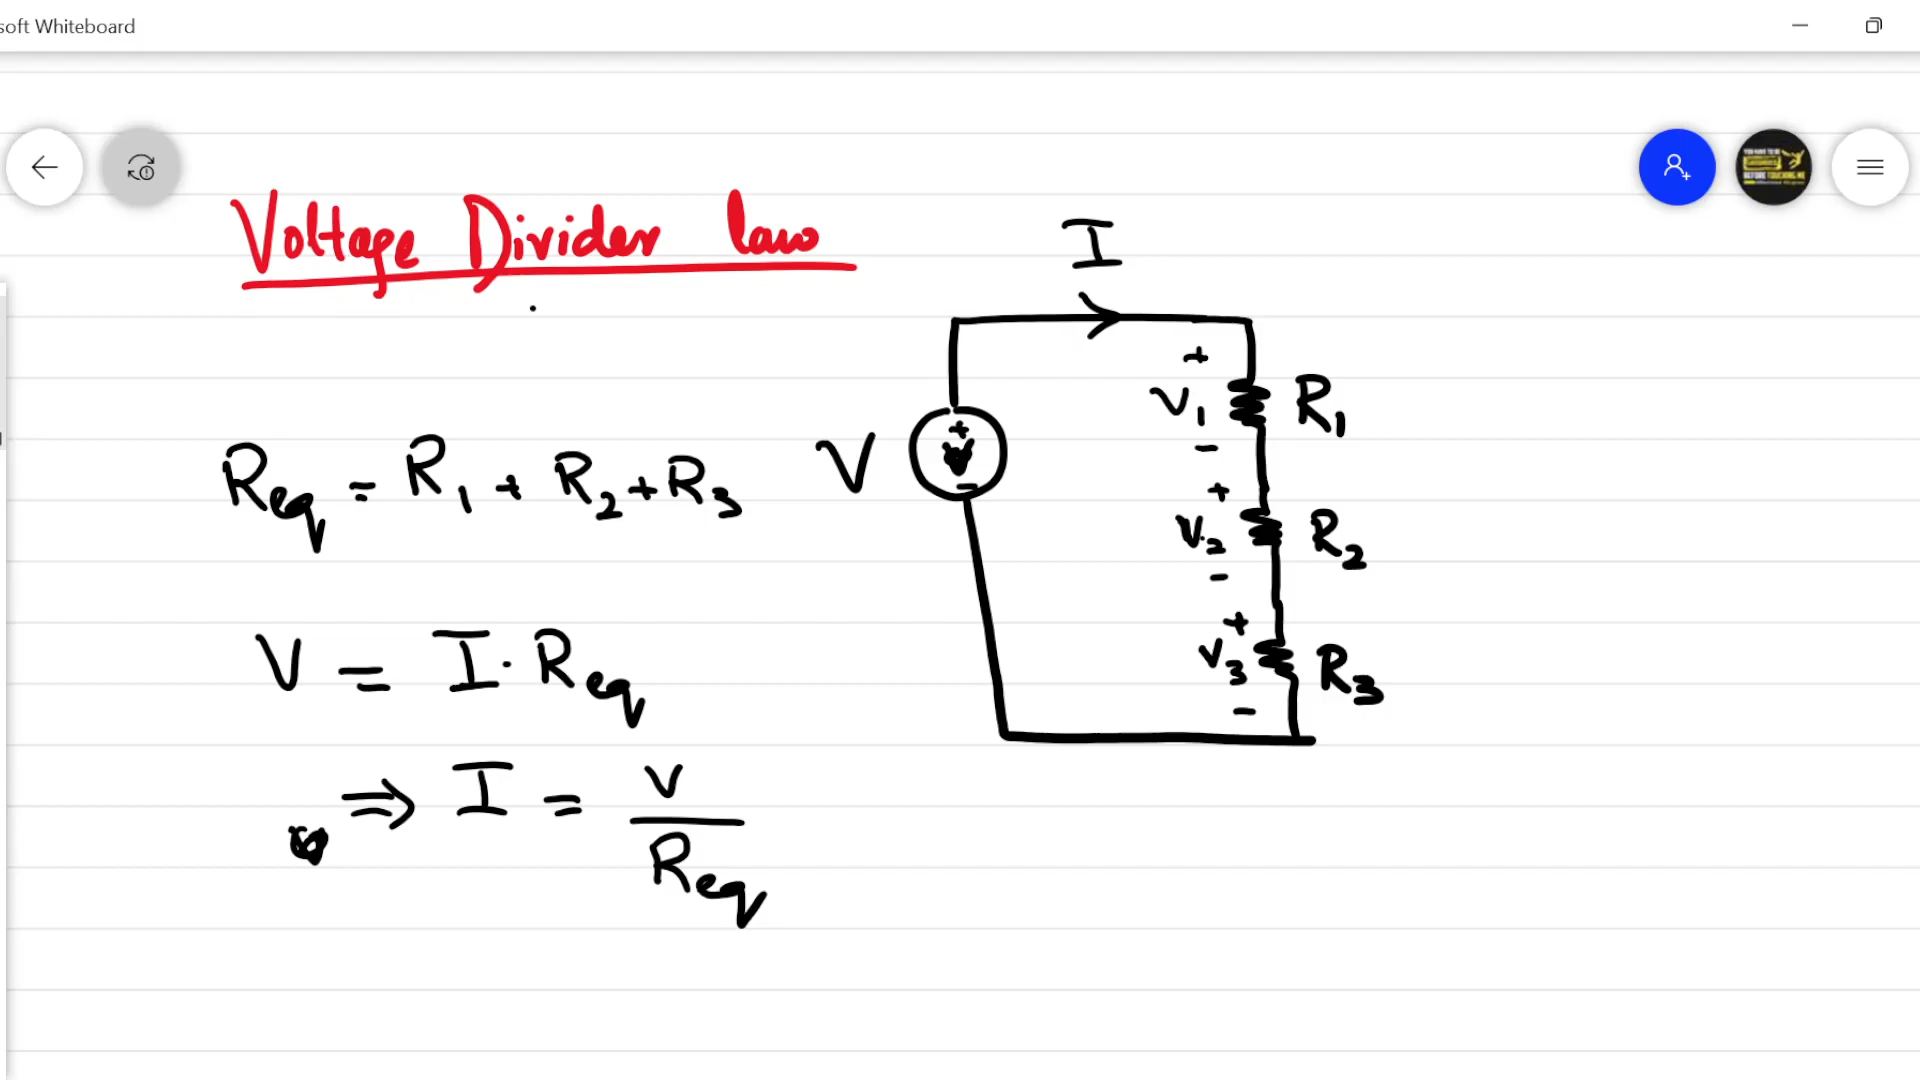 soft Whiteboard
Voltage Divider law
I
+
V₁ R₁
-
Req = R₁ + R₂ + R₃
V
+
-
+
V₂ R₂
-
+
V₃ R₃
-
V = I · Req
⇒ I = V / Req